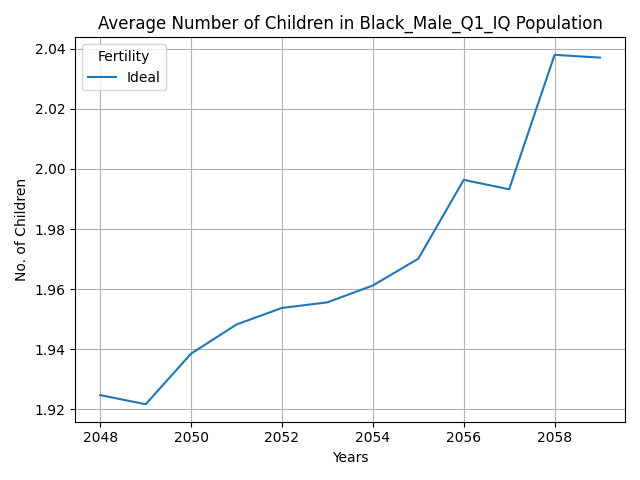 Average Number of Children in Black_Male_Q1_IQ Population
Fertility
Ideal
No. of Children
2.04
2.02
2.00
1.98
1.96
1.94
1.92
2048
2050
2052
2054
2056
2058
Years